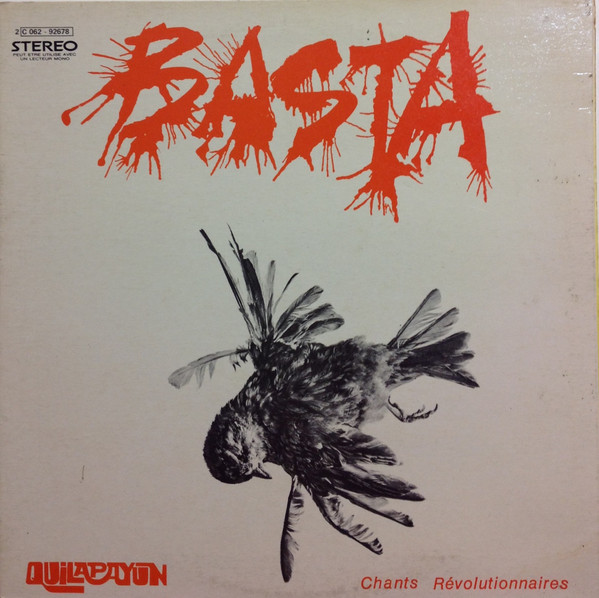 2 C 062 - 92678
STEREO
PEUT ETRE UTILISE AVEC
UN LECTEUR MONO
BASTA
QUILAPAYUN
Chants Révolutionnaires